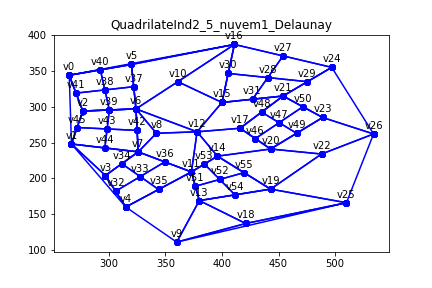 QuadrilateInd2_5_nuvem1_Delaunay
400
350
300
250
200
150
100
300
350
400
450
500
v16
v5
v40
v0
v27
v24
v30
v28
v29
v10
v37
v38
v41
v21
v31
v15
v50
v2
v39
v6
v48
v23
v47
v45
v43
v42
v8
v12
v17
v46
v49
v26
v1
v44
v7
v20
v22
v34
v36
v14
v53
v11
v3
v33
v55
v32
v35
v51
v52
v19
v4
v13
v54
v25
v18
v9